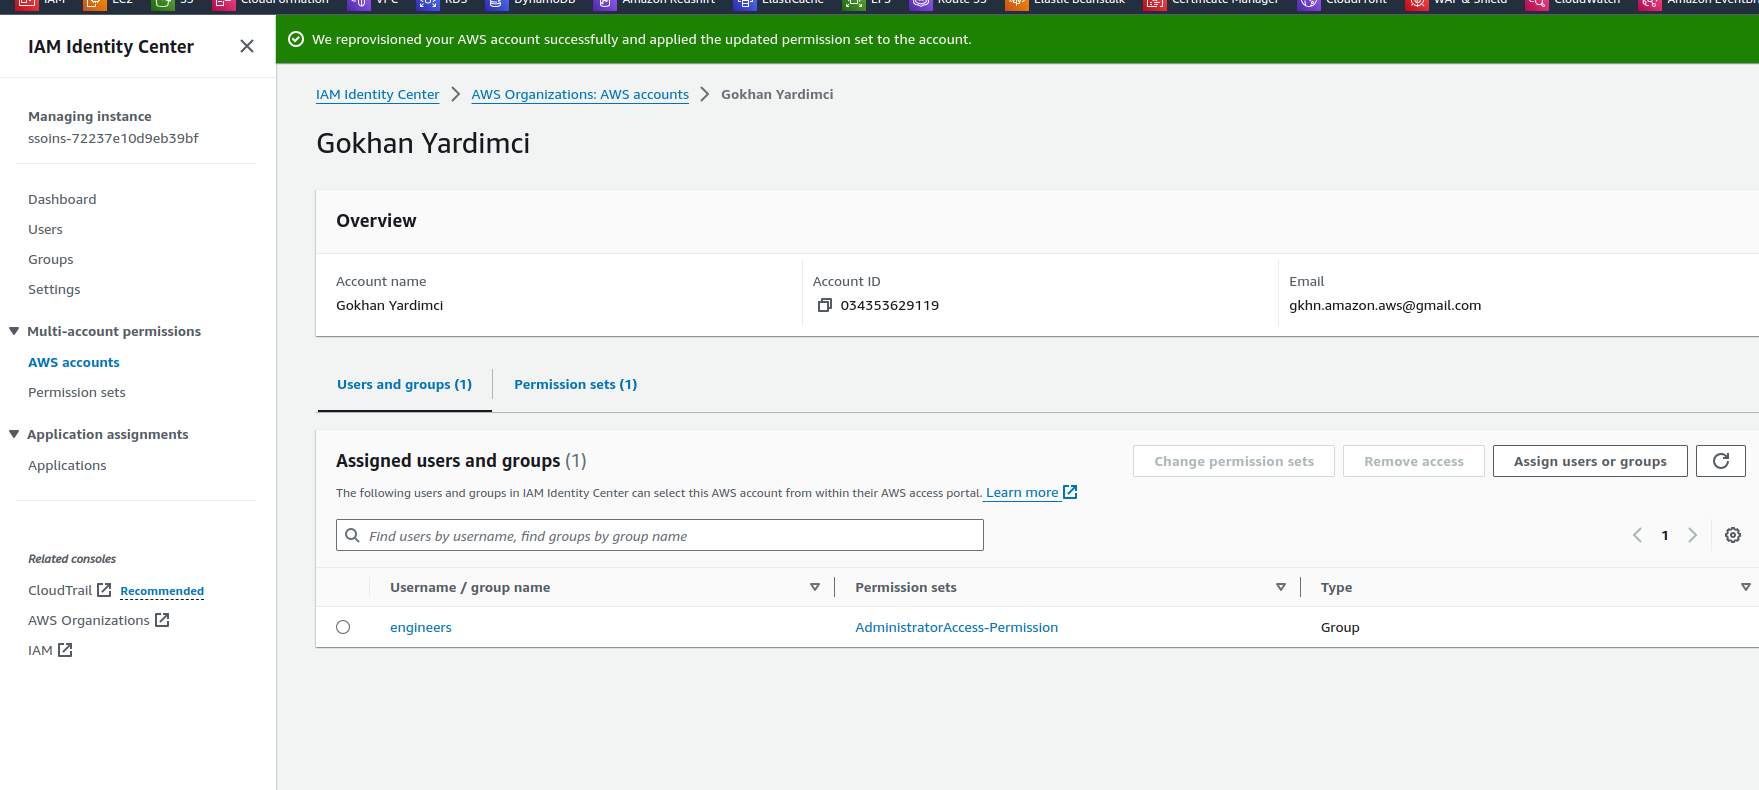 IAM EC2 S3 CloudFormation VPC RDS DynamoDB Amazon Redshift ElastiCache EFS Route 53 Elastic Beanstalk Certificate Manager CloudFront WAF & Shield CloudWatch
IAM Identity Center
We reprovisioned your AWS account successfully and applied the updated permission set to the account.
Managing instance
ssoins-72237e10d9eb39bf
Dashboard
Users
Groups
Settings
Multi-account permissions
AWS accounts
Permission sets
Application assignments
Applications
Related consoles
CloudTrail Recommended
AWS Organizations
IAM
IAM Identity Center > AWS Organizations: AWS accounts > Gokhan Yardimci
Gokhan Yardimci
Overview
Account name
Gokhan Yardimci
Account ID
034353629119
Email
gkhn.amazon.aws@gmail.com
Users and groups (1)
Permission sets (1)
Assigned users and groups (1)
Change permission sets
Remove access
Assign users or groups
The following users and groups in IAM Identity Center can select this AWS account from within their AWS access portal. Learn more
Find users by username, find groups by group name
1
Username / group name Permission sets Type
engineers AdministratorAccess-Permission Group